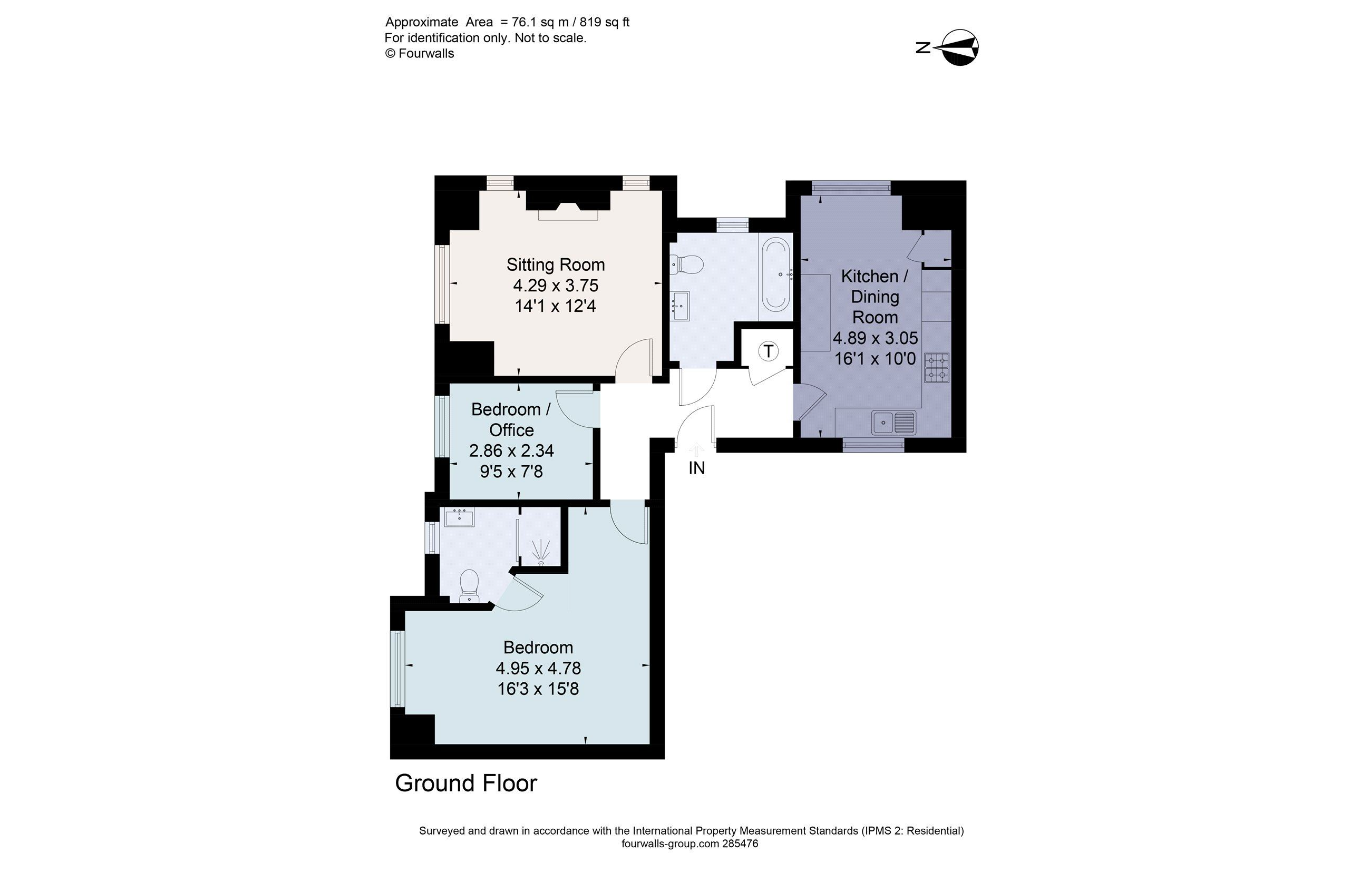 Approximate Area = 76.1 sq m / 819 sq ft
For identification only. Not to scale.
© Fourwalls
N
Sitting Room
4.29 x 3.75
14'1 x 12'4
Kitchen /
Dining
Room
4.89 x 3.05
16'1 x 10'0
T
Bedroom /
Office
2.86 x 2.34
9'5 x 7'8
IN
Bedroom
4.95 x 4.78
16'3 x 15'8
Ground Floor
Surveyed and drawn in accordance with the International Property Measurement Standards (IPMS 2: Residential)
fourwalls-group.com 285476